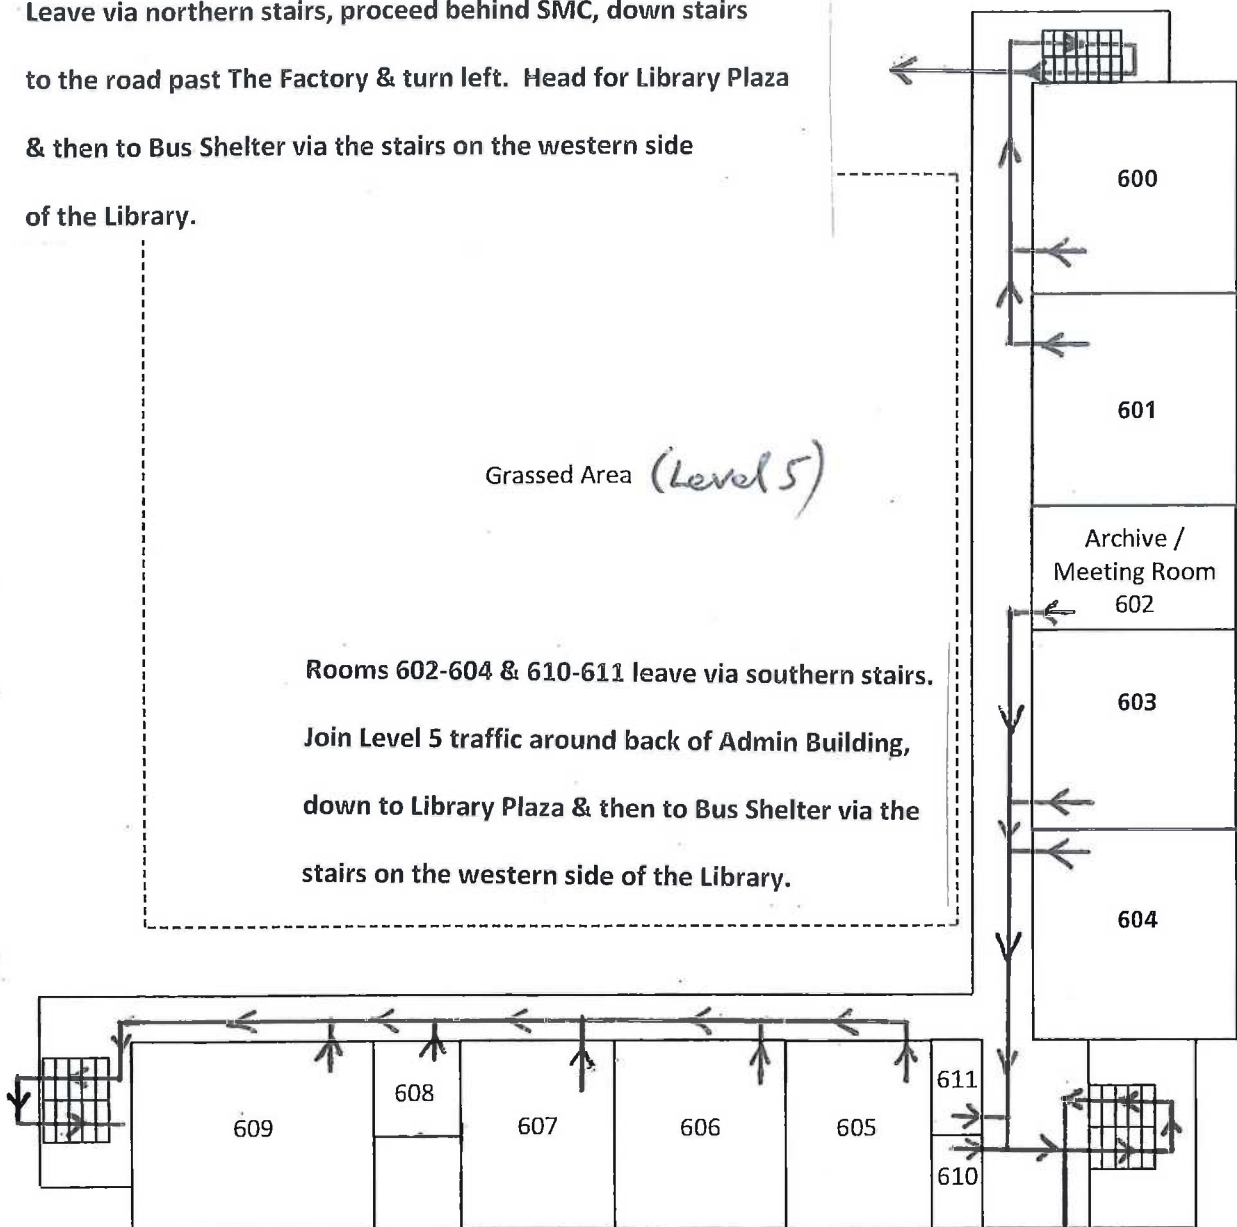 Leave via northern stairs, proceed behind SMC, down stairs
to the road past The Factory & turn left. Head for Library Plaza
& then to Bus Shelter via the stairs on the western side
of the Library.
600
601
Grassed Area (Level 5)
Archive /
Meeting Room
602
Rooms 602-604 & 610-611 leave via southern stairs.
603
Join Level 5 traffic around back of Admin Building,
down to Library Plaza & then to Bus Shelter via the
stairs on the western side of the Library.
604
609
608
607
606
605
611
610